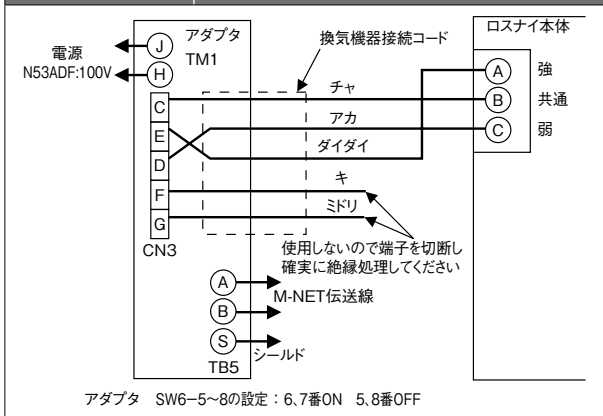 ロスナイ本体
アダプタ
TM1
換気機器接続コード
電源
N53ADF:100V
J
H
チャ
A 強
B 共通
C 弱
C
E
D
F
G
アカ
ダイダイ
キ
ミドリ
CN3
使用しないので端子を切断し
確実に絶縁処理してください
A
B
M-NET伝送線
S
シールド
TB5
アダプタ SW6−5〜8の設定：6、7番ON 5、8番OFF